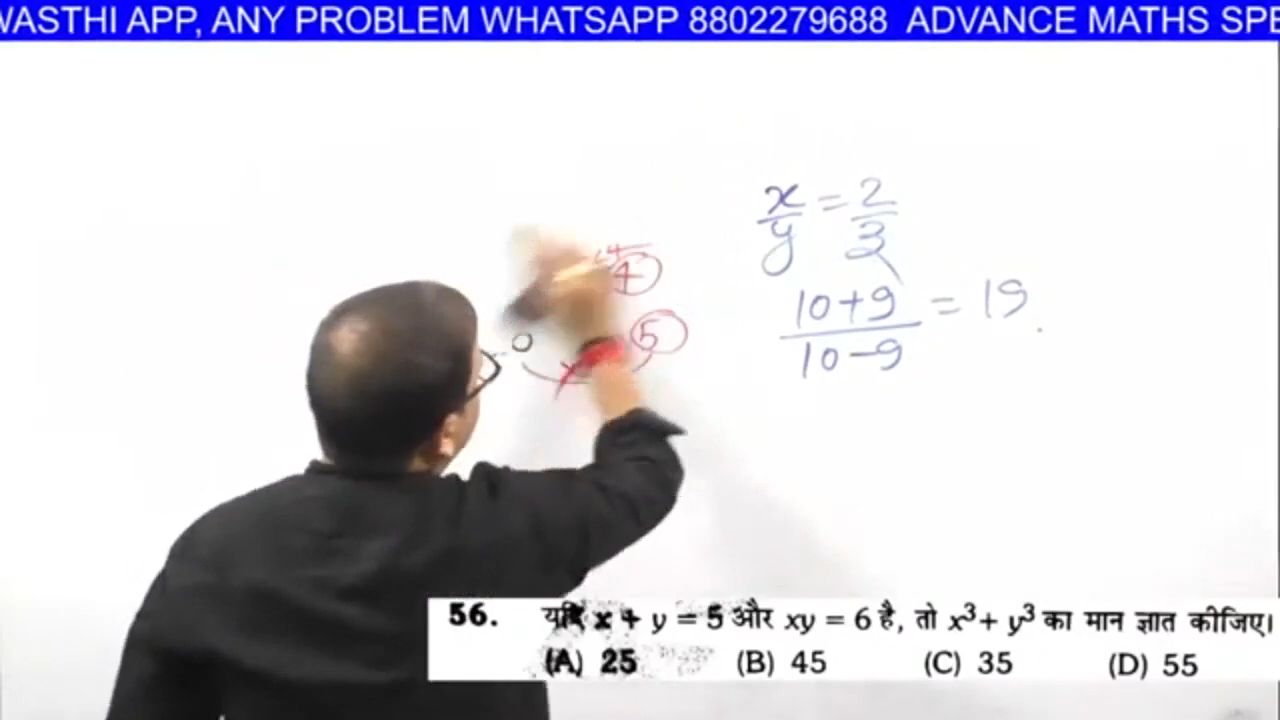 WASTHI APP, ANY PROBLEM WHATSAPP 8802279688 ADVANCE MATHS SPE
x/y = 2/3
(10+9)/(10-9) = 19.
4
5
56. यदि x + y = 5 और xy = 6 है, तो x³+ y³ का मान ज्ञात कीजिए।
(A) 25 (B) 45 (C) 35 (D) 55